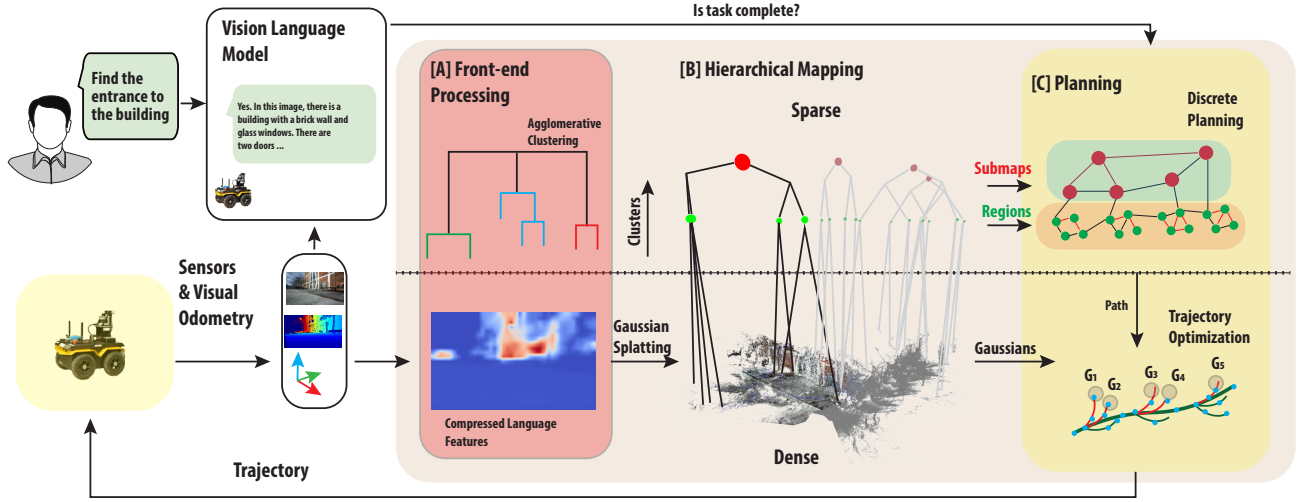 Is task complete?
Vision Language
Model
Find the
entrance to
the building
Yes. In this image, there is a
building with a brick wall and
glass windows. There are
two doors ...
[A] Front-end
Processing
Agglomerative
Clustering
[B] Hierarchical Mapping
Sparse
Clusters
[C] Planning
Discrete
Planning
Submaps
Regions
Sensors
& Visual
Odometry
Compressed Language
Features
Gaussian
Splatting
Dense
Gaussians
Path
Trajectory
Optimization
G1
G2
G3
G4
G5
Trajectory